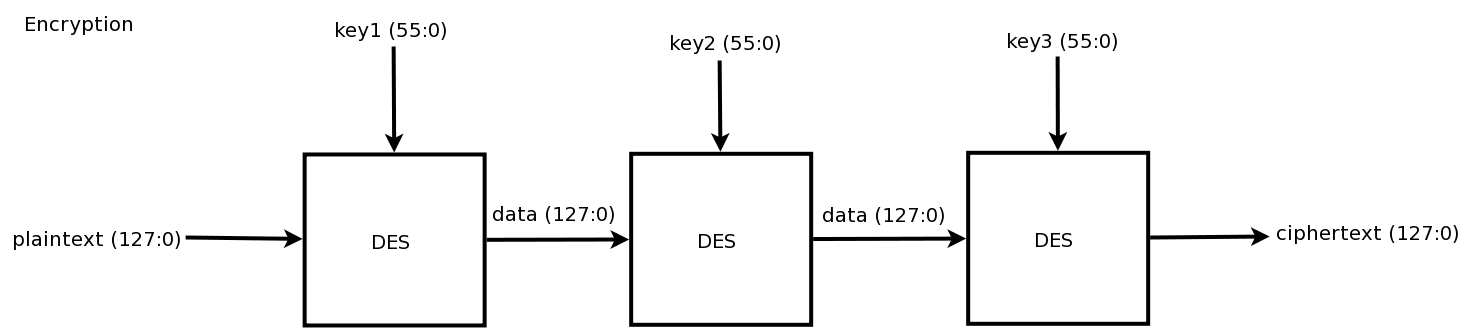 Encryption
key1 (55:0)
key2 (55:0)
key3 (55:0)
plaintext (127:0)
DES
data (127:0)
DES
data (127:0)
DES
ciphertext (127:0)